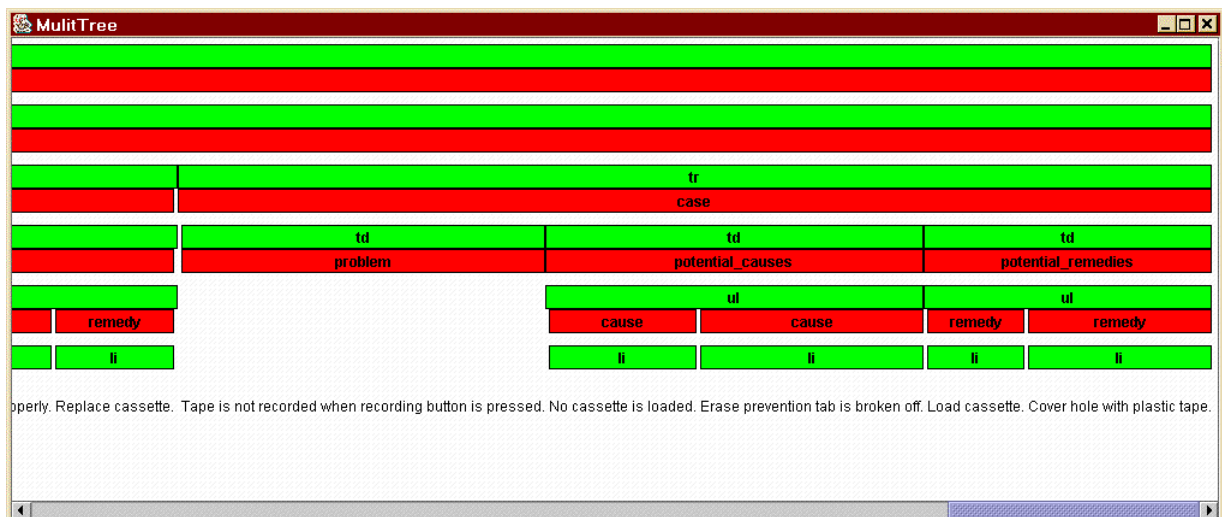 MulitTree
tr
case
td td td
problem potential_causes potential_remedies
ul ul
remedy cause cause remedy remedy
li li li li li
Replace cassette. Tape is not recorded when recording button is pressed. No cassette is loaded. Erase prevention tab is broken off. Load cassette. Cover hole with plastic tape.